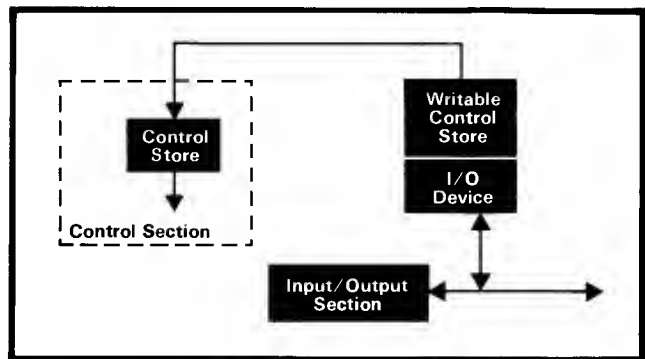 Writable
Control
Store
Control
Store
I/O
Device
Control Section
Input/Output
Section